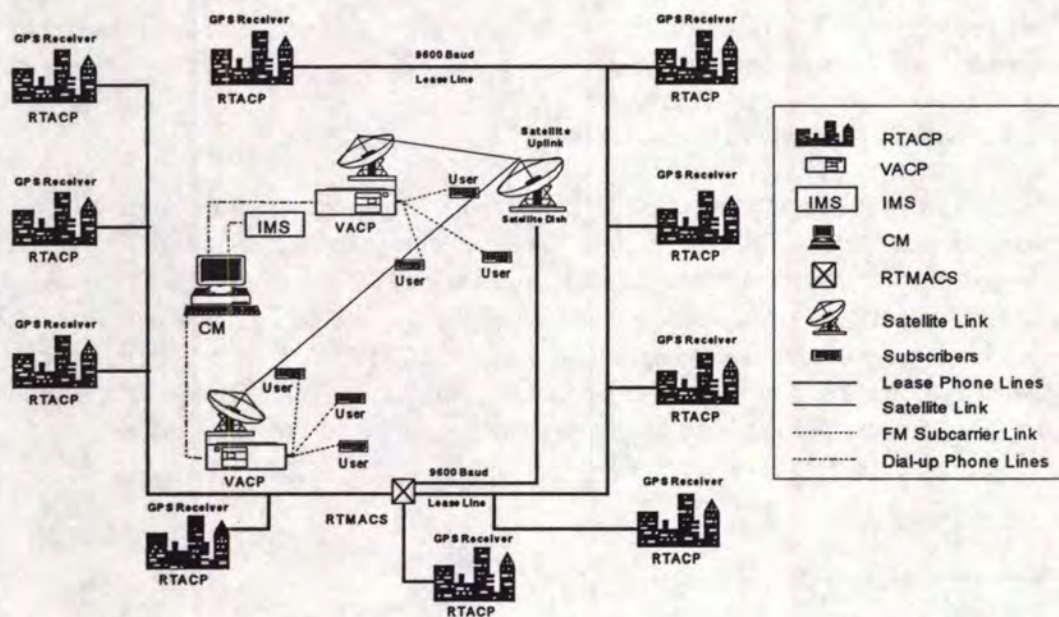 GPS Receiver
RTACP
GPS Receiver
RTACP
9600 Baud
Lease Line
GPS Receiver
RTACP
GPS Receiver
RTACP
GPS Receiver
RTACP
GPS Receiver
RTACP
GPS Receiver
RTACP
Satellite
Uplink
Satellite Dish
User
VACP
IMS
User
User
CM
User
User
User
VACP
RTMACS
9600 Baud
Lease Line
GPS Receiver
RTACP
GPS Receiver
RTACP
GPS Receiver
RTACP
RTACP
VACP
IMS
IMS
CM
RTMACS
Satellite Link
Subscribers
Lease Phone Lines
Satellite Link
FM Subcarrier Link
Dial-up Phone Lines